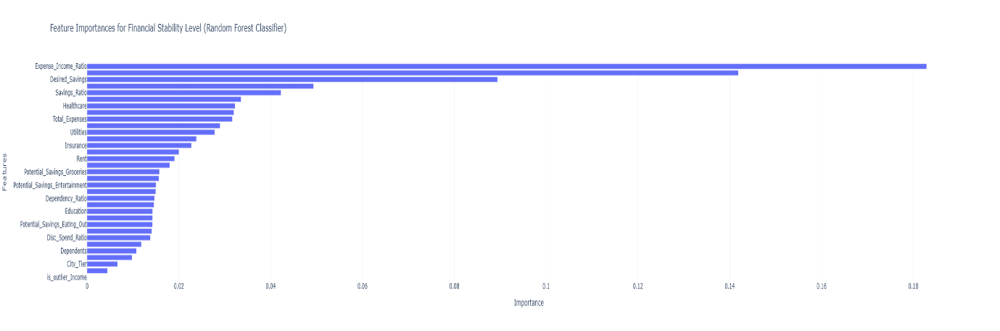 Feature Importances for Financial Stability Level (Random Forest Classifier)
Expense_Income_Ratio
Desired_Savings
Savings_Ratio
Healthcare
Total_Expenses
Utilities
Insurance
Rent
Potential_Savings_Groceries
Potential_Savings_Entertainment
Dependency_Ratio
Education
Potential_Savings_Eating_Out
Disc_Spend_Ratio
Dependents
City_Tier
is_outlier_Income
Features
0 0.02 0.04 0.06 0.08 0.1 0.12 0.14 0.16 0.18
Importance